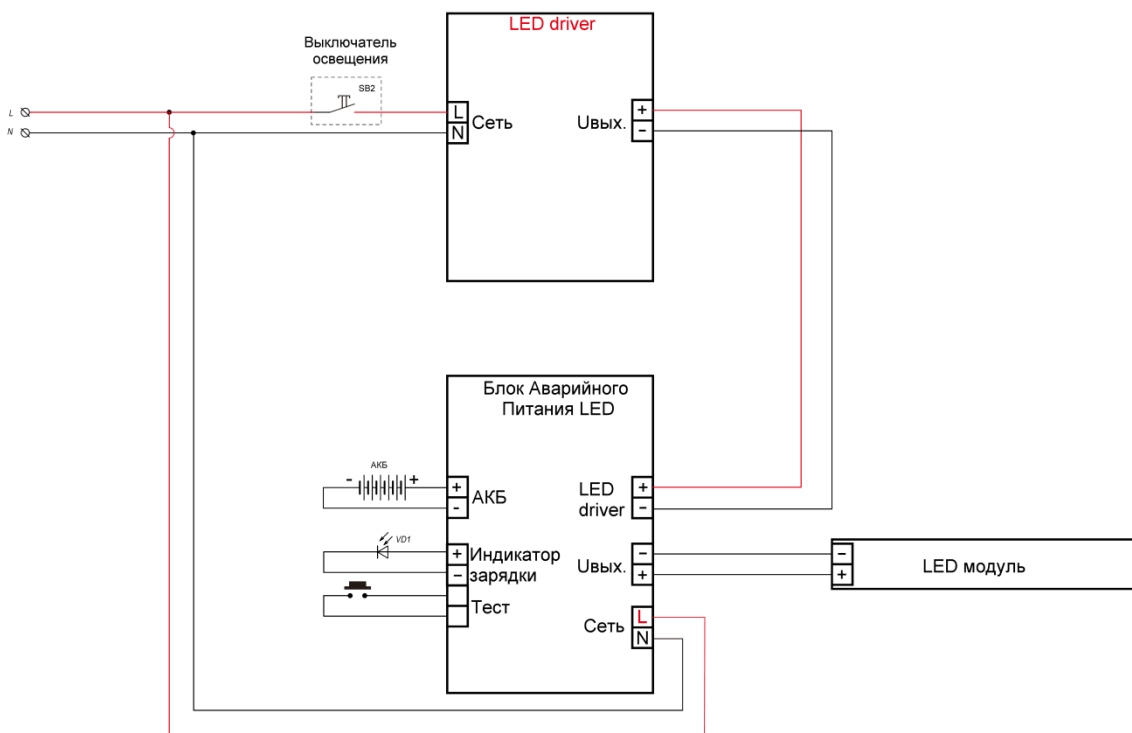 LED driver
Выключатель
освещения
SB2
L
N
L
N
Сеть
Uвых.
+
-
Блок Аварийного
Питания LED
АКБ
- +
+
-
АКБ
LED
driver
+
-
VD1
+
-
Индикатор
зарядки
Тест
Uвых.
-
+
-
+
LED модуль
Сеть
L
N